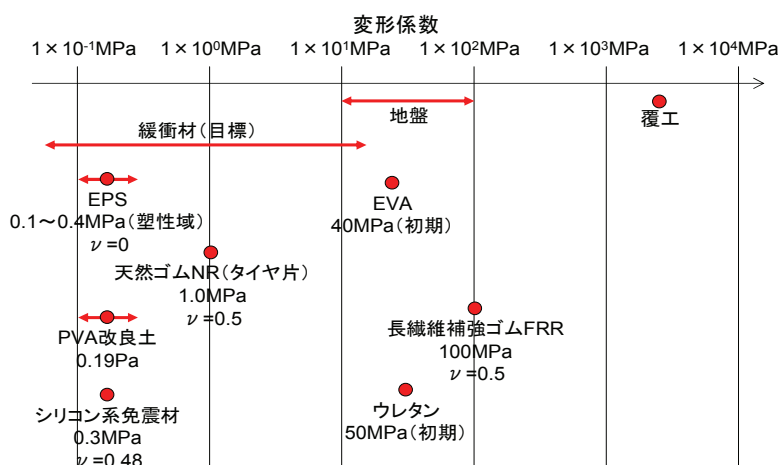 変形係数
1×10⁻¹MPa 1×10⁰MPa 1×10¹MPa 1×10²MPa 1×10³MPa 1×10⁴MPa
地盤
覆工
緩衝材(目標)
EPS
0.1～0.4MPa(塑性域)
ν=0
EVA
40MPa(初期)
天然ゴムNR(タイヤ片)
1.0MPa
ν=0.5
PVA改良土
0.19Pa
長繊維補強ゴムFRR
100MPa
ν=0.5
シリコン系免震材
0.3MPa
ν=0.48
ウレタン
50MPa(初期)